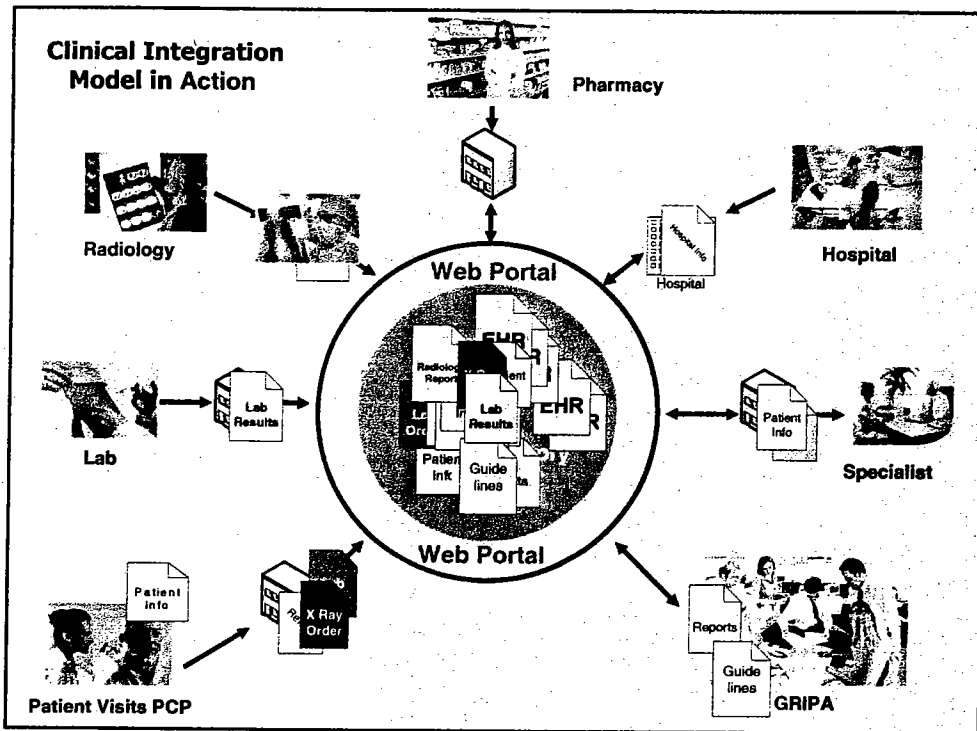 Clinical Integration
Model in Action
Pharmacy
Radiology
Hospital Info
Hospital
Hospital
Web Portal
EHR
Radiology
Report
Lab
Results
EHR
Patient
Info
Guide
lines
Web Portal
Lab
Results
Lab
Patient
Info
Specialist
Patient
Info
X Ray
Order
Patient Visits PCP
Reports
Guide
lines
GRIPA